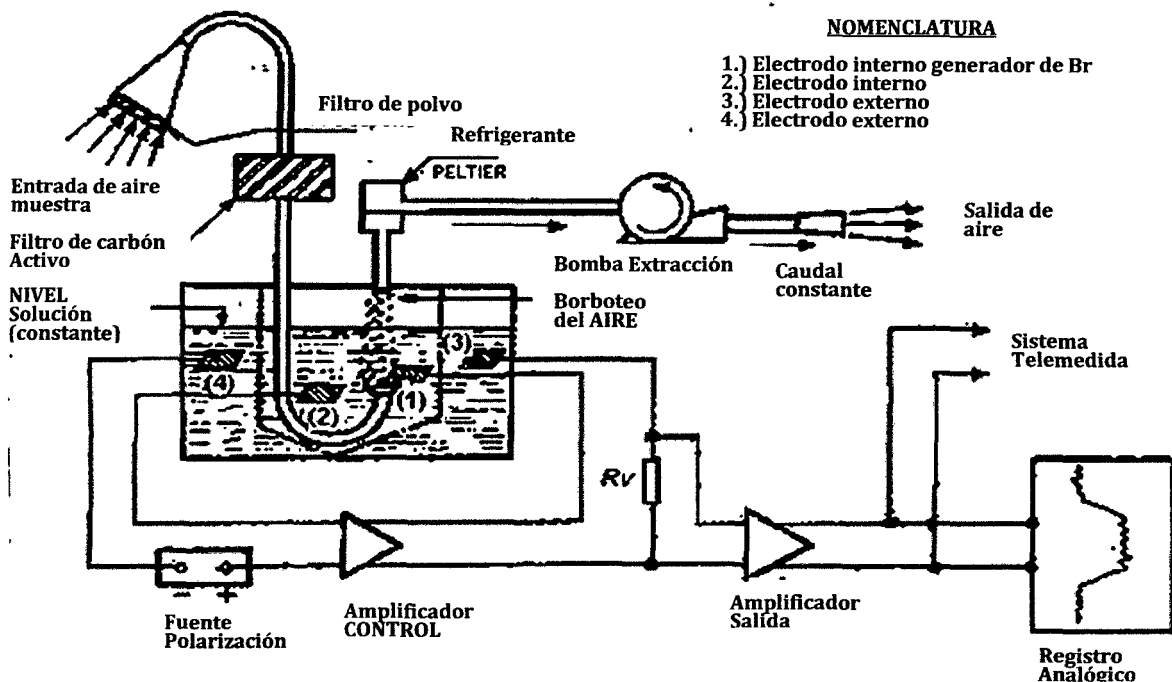 NOMENCLATURA
1.) Electrodo interno generador de Br
2.) Electrodo interno
3.) Electrodo externo
4.) Electrodo externo
Filtro de polvo
Refrigerante
PELTIER
Entrada de aire
muestra
Filtro de carbón
Activo
Salida de
aire
Bomba Extracción
Caudal
constante
NIVEL
Solución
(constante)
Borboteo
del AIRE
(3)
(4)
(2)
(1)
Sistema
Telemedida
Rv
Fuente
Polarización
Amplificador
CONTROL
Amplificador
Salida
Registro
Analógico